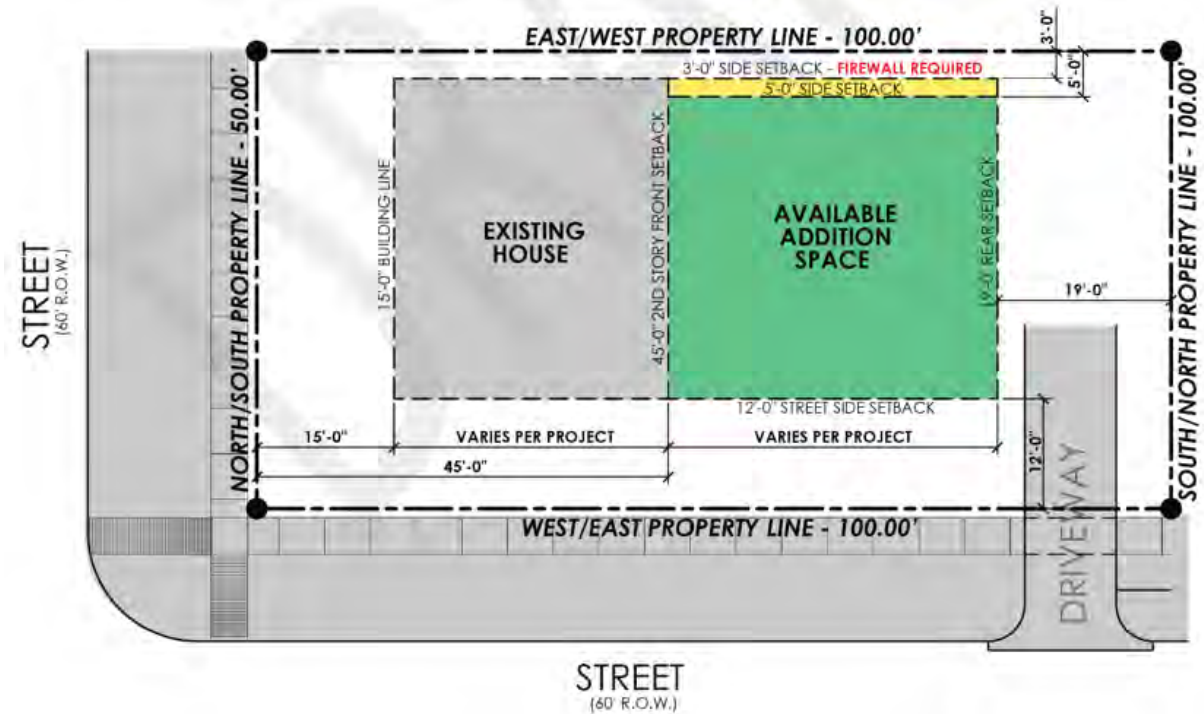 EAST/WEST PROPERTY LINE - 100.00'
3'-0"
3'-0" SIDE SETBACK - FIREWALL REQUIRED
5'-0"
5'-0" SIDE SETBACK
NORTH/SOUTH PROPERTY LINE - 50.00'
15'-0" BUILDING LINE
EXISTING
HOUSE
45'-0" 2ND STORY FRONT SETBACK
AVAILABLE
ADDITION
SPACE
19'-0" REAR SETBACK
19'-0"
SOUTH/NORTH PROPERTY LINE - 100.00'
STREET
(60' R.O.W.)
12'-0" STREET SIDE SETBACK
15'-0"
VARIES PER PROJECT
VARIES PER PROJECT
12'-0"
45'-0"
WEST/EAST PROPERTY LINE - 100.00'
DRIVEWAY
STREET
(60' R.O.W.)